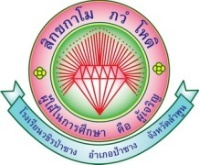 สิกฺขกาโม ภวํ โหติ
ผู้ใฝ่ในการศึกษา คือ ผู้เจริญ
โรงเรียนวชิรป่าซาง อำเภอป่าซาง จังหวัดลำพูน